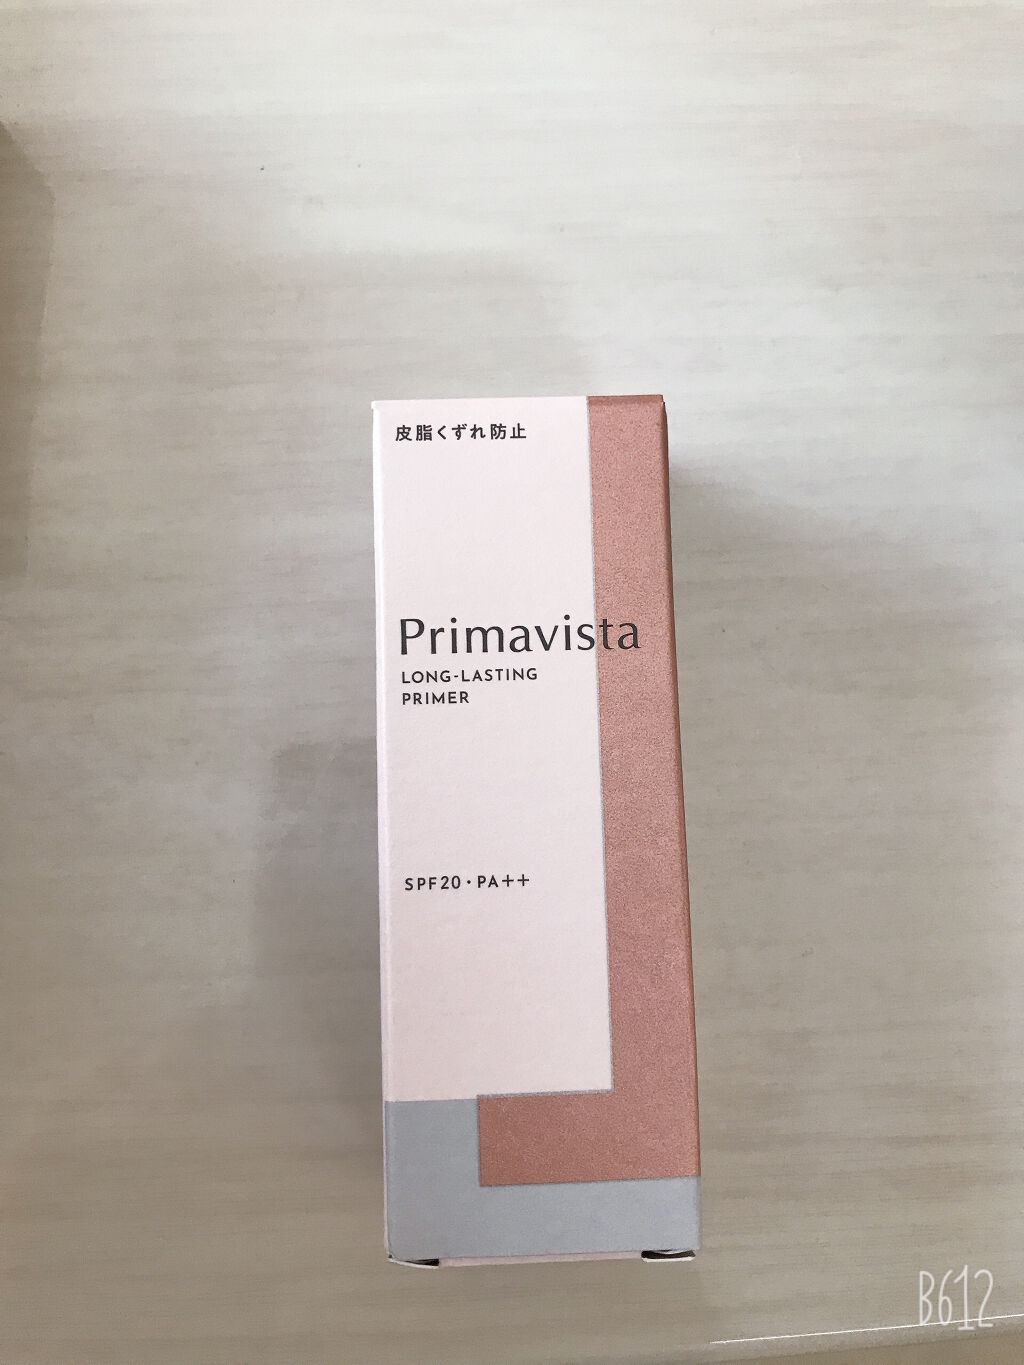 皮脂くずれ防止
Primavista
LONG-LASTING
PRIMER
SPF20・PA++
B612